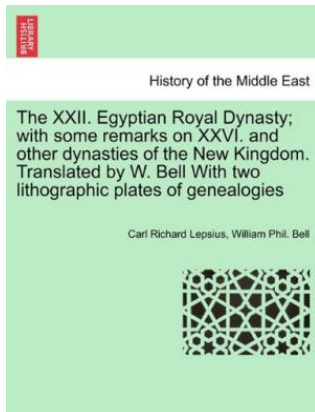 BRITISH
LIBRARY
History of the Middle East
The XXII. Egyptian Royal Dynasty;
with some remarks on XXVI. and
other dynasties of the New Kingdom.
Translated by W. Bell With two
lithographic plates of genealogies
Carl Richard Lepsius, William Phil. Bell